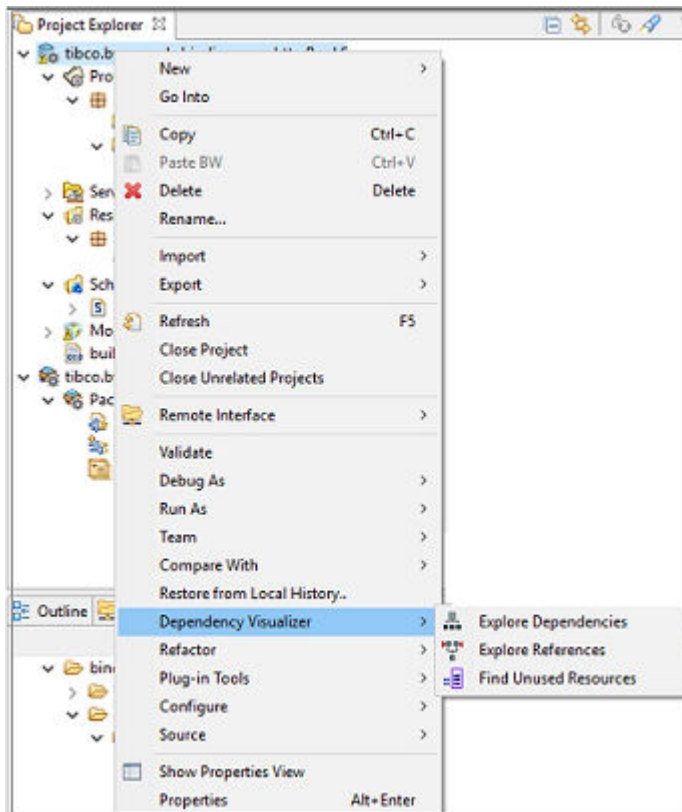 Project Explorer
tibco.b
New
Pro
Go Into
Copy Ctrl+C
Paste BW Ctrl+V
Ser Delete Delete
Res Rename...
Import
Export
Sch
S Refresh F5
Mo Close Project
buil
tibco.b Close Unrelated Projects
Pac Remote Interface
Validate
Debug As
Run As
Team
Compare With
Restore from Local History..
Outline Dependency Visualizer Explore Dependencies
Refactor Explore References
bin Plug-in Tools Find Unused Resources
Configure
Source
Show Properties View
Properties Alt+Enter